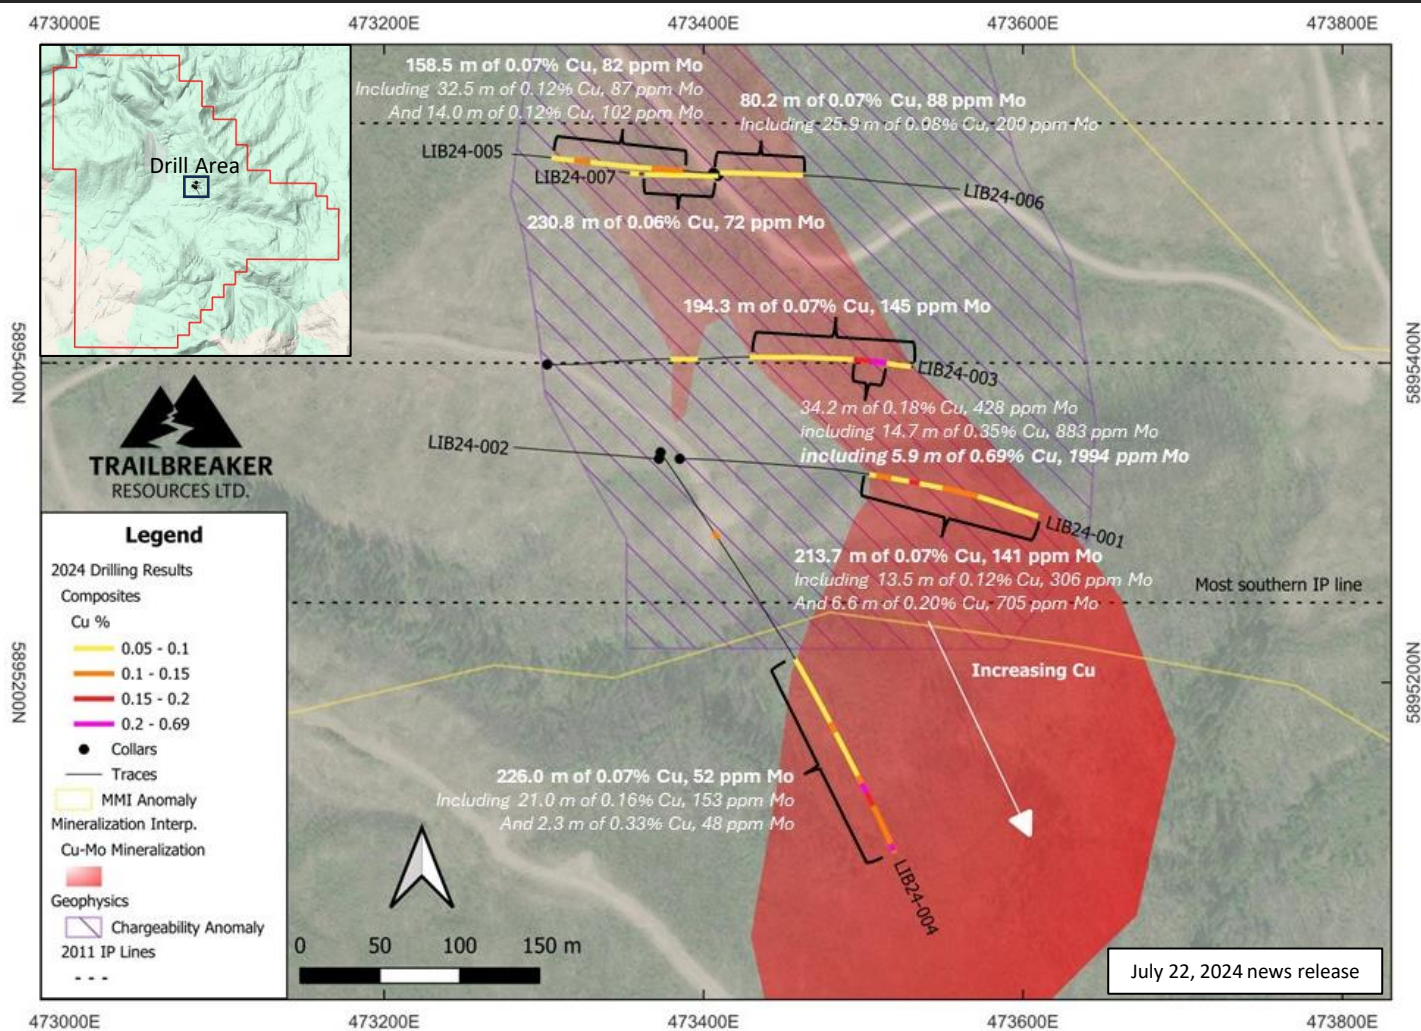 473000E
473200E
473400E
473600E
473800E
Drill Area
158.5 m of 0.07% Cu, 82 ppm Mo
Including 32.5 m of 0.12% Cu, 87 ppm Mo
And 14.0 m of 0.12% Cu, 102 ppm Mo
80.2 m of 0.07% Cu, 88 ppm Mo
Including 25.9 m of 0.08% Cu, 200 ppm Mo
LIB24-005
LIB24-007
LIB24-006
230.8 m of 0.06% Cu, 72 ppm Mo
194.3 m of 0.07% Cu, 145 ppm Mo
5895400N
5895400N
LIB24-003
34.2 m of 0.18% Cu, 428 ppm Mo
including 14.7 m of 0.35% Cu, 883 ppm Mo
including 5.9 m of 0.69% Cu, 1994 ppm Mo
LIB24-002
TRAILBREAKER
RESOURCES LTD.
LIB24-001
213.7 m of 0.07% Cu, 141 ppm Mo
Including 13.5 m of 0.12% Cu, 306 ppm Mo
And 6.6 m of 0.20% Cu, 705 ppm Mo
Most southern IP line
Increasing Cu
5895200N
5895200N
Legend
2024 Drilling Results
Composites
Cu %
0.05 - 0.1
0.1 - 0.15
0.15 - 0.2
0.2 - 0.69
Collars
Traces
MMI Anomaly
Mineralization Interp.
Cu-Mo Mineralization
Geophysics
Chargeability Anomaly
2011 IP Lines
226.0 m of 0.07% Cu, 52 ppm Mo
Including 21.0 m of 0.16% Cu, 153 ppm Mo
And 2.3 m of 0.33% Cu, 48 ppm Mo
LIB24-004
0 50 100 150 m
July 22, 2024 news release
473000E
473200E
473400E
473600E
473800E